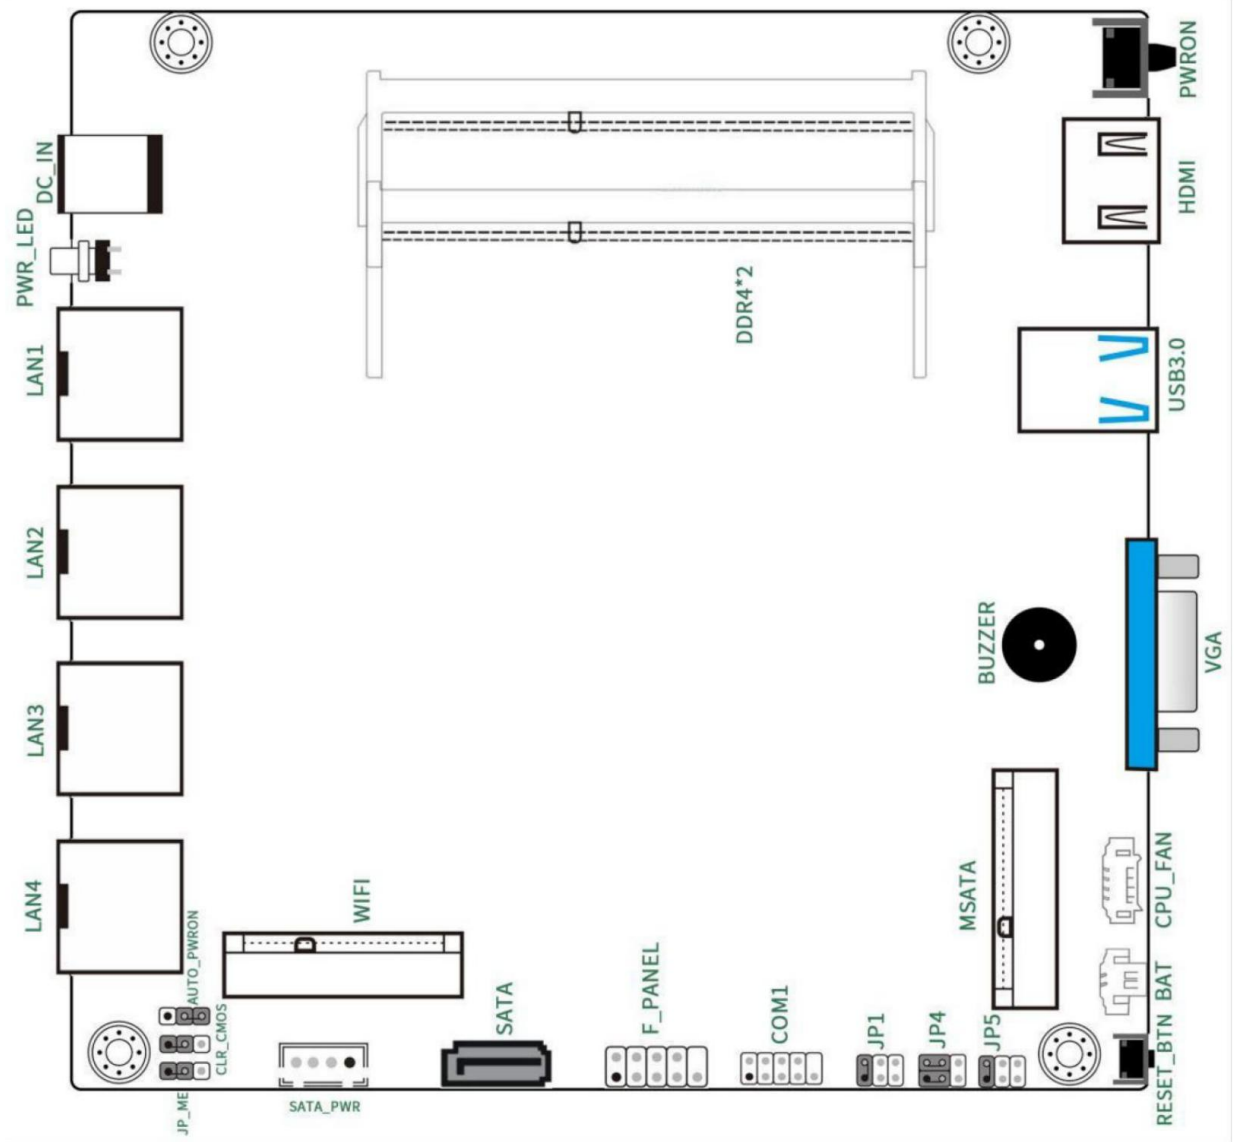 PWRON
DC_IN
HDMI
PWR_LED
DDR4*2
LAN1
USB3.0
LAN2
BUZZER
VGA
LAN3
LAN4
WIFI
MSATA
CPU_FAN
AUTO_PWRON
CLR_CMOS
JP_ME
SATA_PWR
SATA
F_PANEL
COM1
JP1
JP4
JP5
BAT
RESET_BTN